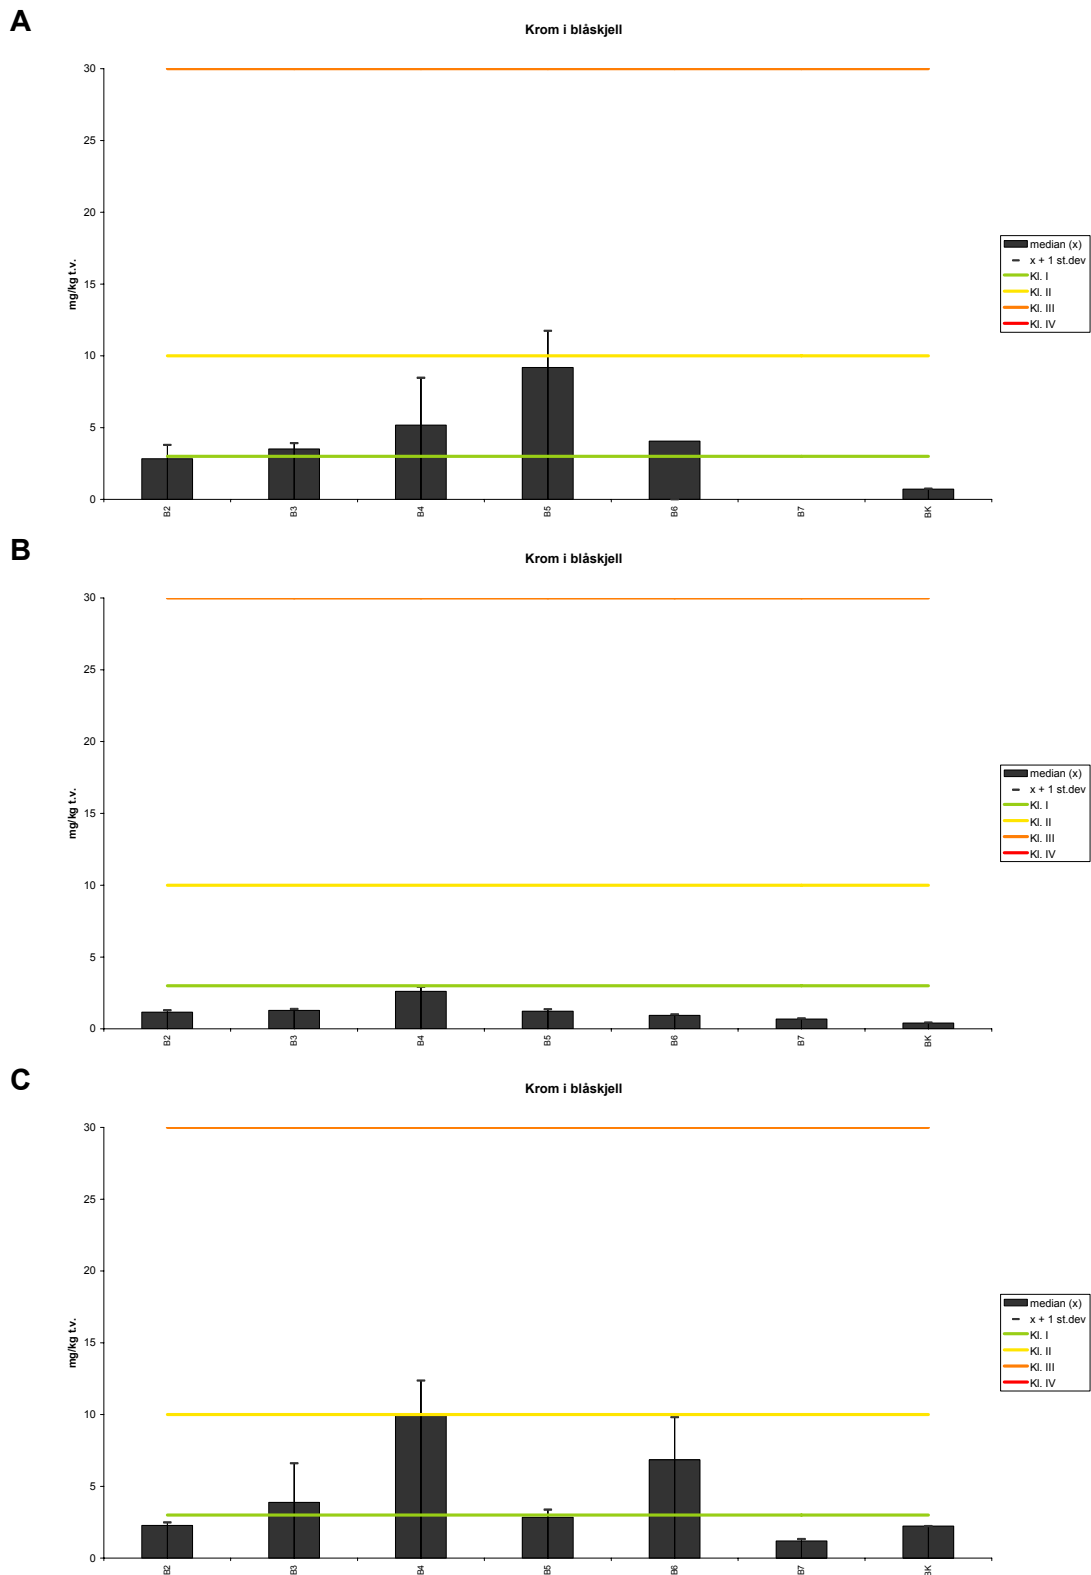 A
Krom i blåskjell
mg/kg t.v.
30
25
20
15
10
5
0
B2
B3
B4
B5
B6
B7
BK
median (x)
x + 1 st.dev
Kl. I
Kl. II
Kl. III
Kl. IV
B
Krom i blåskjell
mg/kg t.v.
30
25
20
15
10
5
0
B2
B3
B4
B5
B6
B7
BK
median (x)
x + 1 st.dev
Kl. I
Kl. II
Kl. III
Kl. IV
C
Krom i blåskjell
mg/kg t.v.
30
25
20
15
10
5
0
B2
B3
B4
B5
B6
B7
BK
median (x)
x + 1 st.dev
Kl. I
Kl. II
Kl. III
Kl. IV